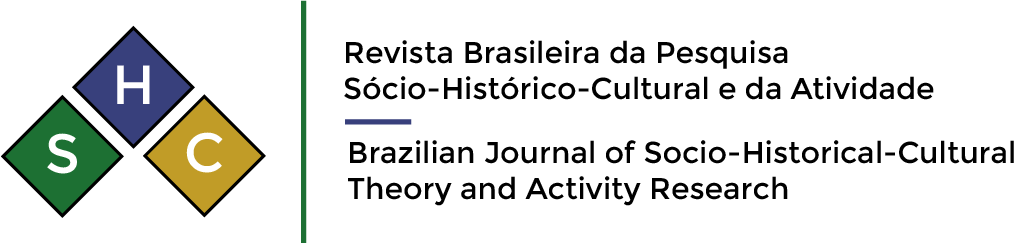 H
S C
Revista Brasileira da Pesquisa
Sócio-Histórico-Cultural e da Atividade
Brazilian Journal of Socio-Historical-Cultural
Theory and Activity Research